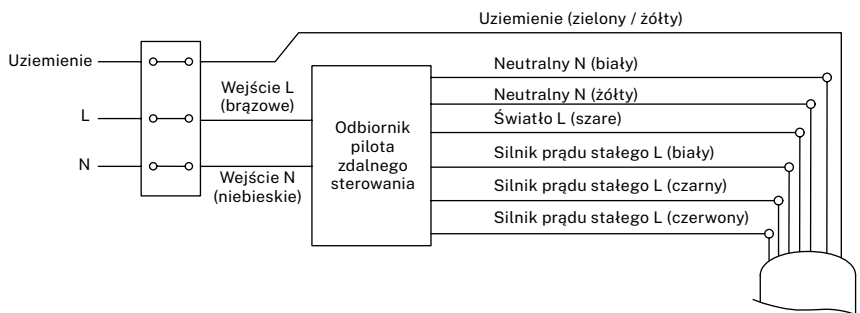 Uziemienie (zielony / żółty)
Uziemienie
L
N
Wejście L
(brązowe)
Wejście N
(niebieskie)
Odbiornik
pilota
zdalnego
sterowania
Neutralny N (biały)
Neutralny N (żółty)
Światło L (szare)
Silnik prądu stałego L (biały)
Silnik prądu stałego L (czarny)
Silnik prądu stałego L (czerwony)